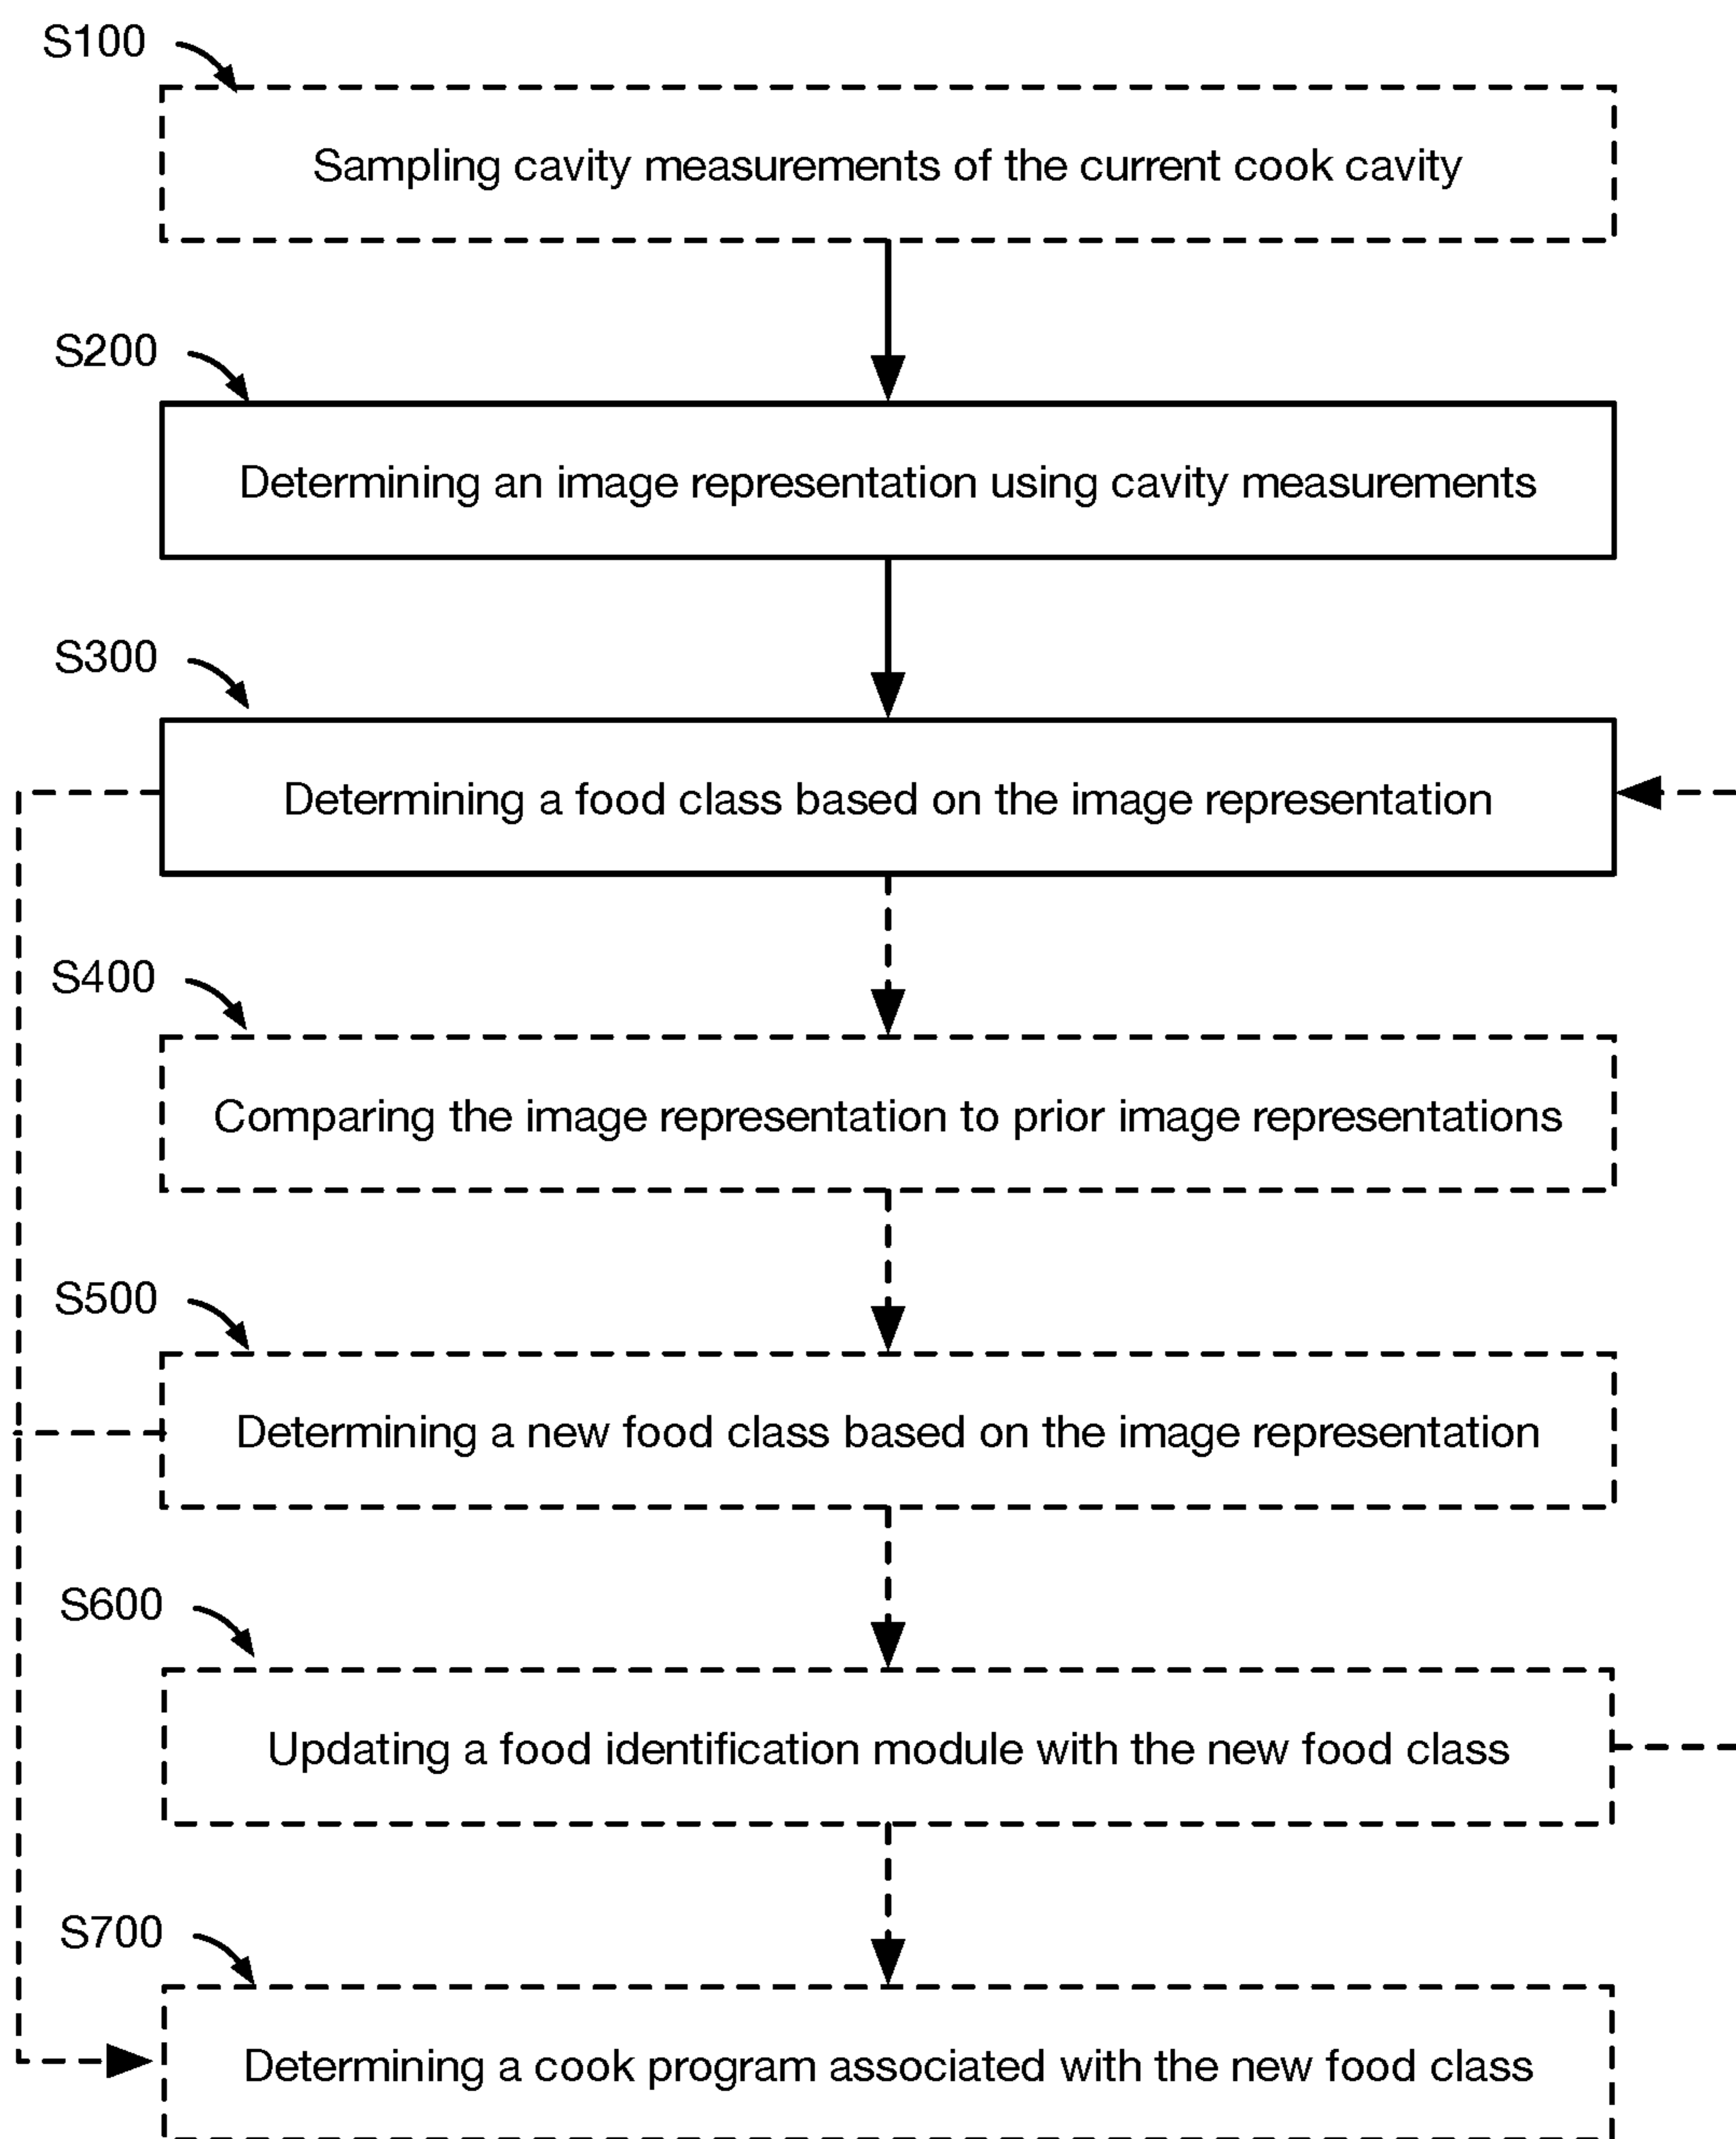 S100
Sampling cavity measurements of the current cook cavity
S200
Determining an image representation using cavity measurements
S300
Determining a food class based on the image representation
S400
Comparing the image representation to prior image representations
S500
Determining a new food class based on the image representation
S600
Updating a food identification module with the new food class
S700
Determining a cook program associated with the new food class